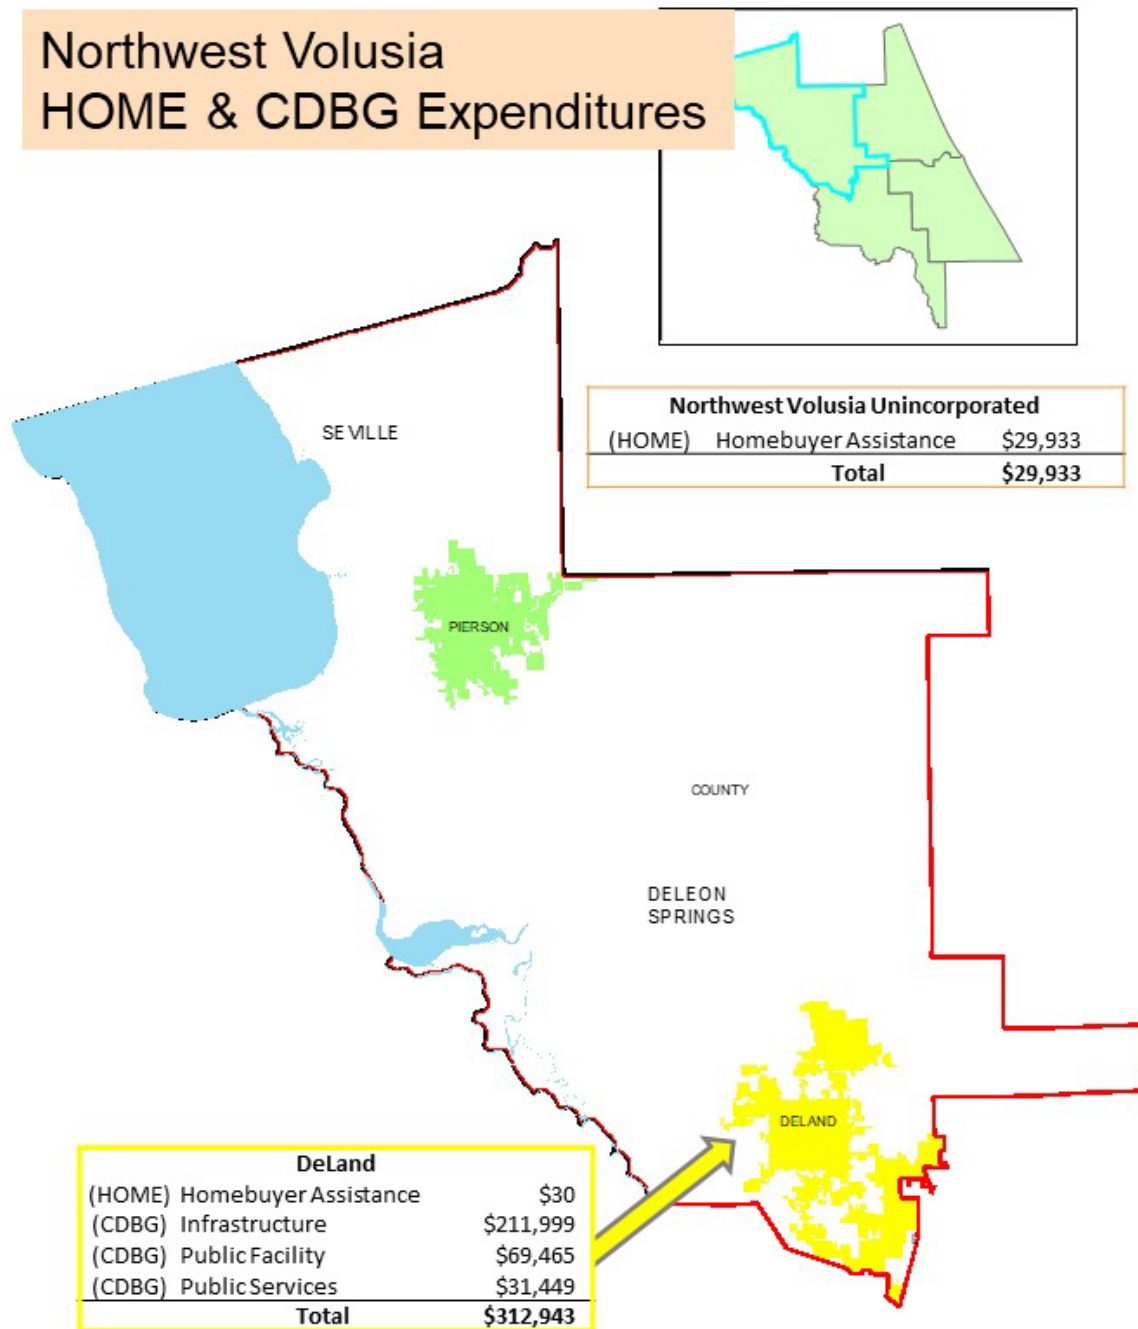 Northwest Volusia
HOME & CDBG Expenditures
Northwest Volusia Unincorporated
(HOME) Homebuyer Assistance $29,933
Total $29,933
SEVILLE
PIERSON
COUNTY
DELEON
SPRINGS
DELAND
DeLand
(HOME) Homebuyer Assistance $30
(CDBG) Infrastructure $211,999
(CDBG) Public Facility $69,465
(CDBG) Public Services $31,449
Total $312,943